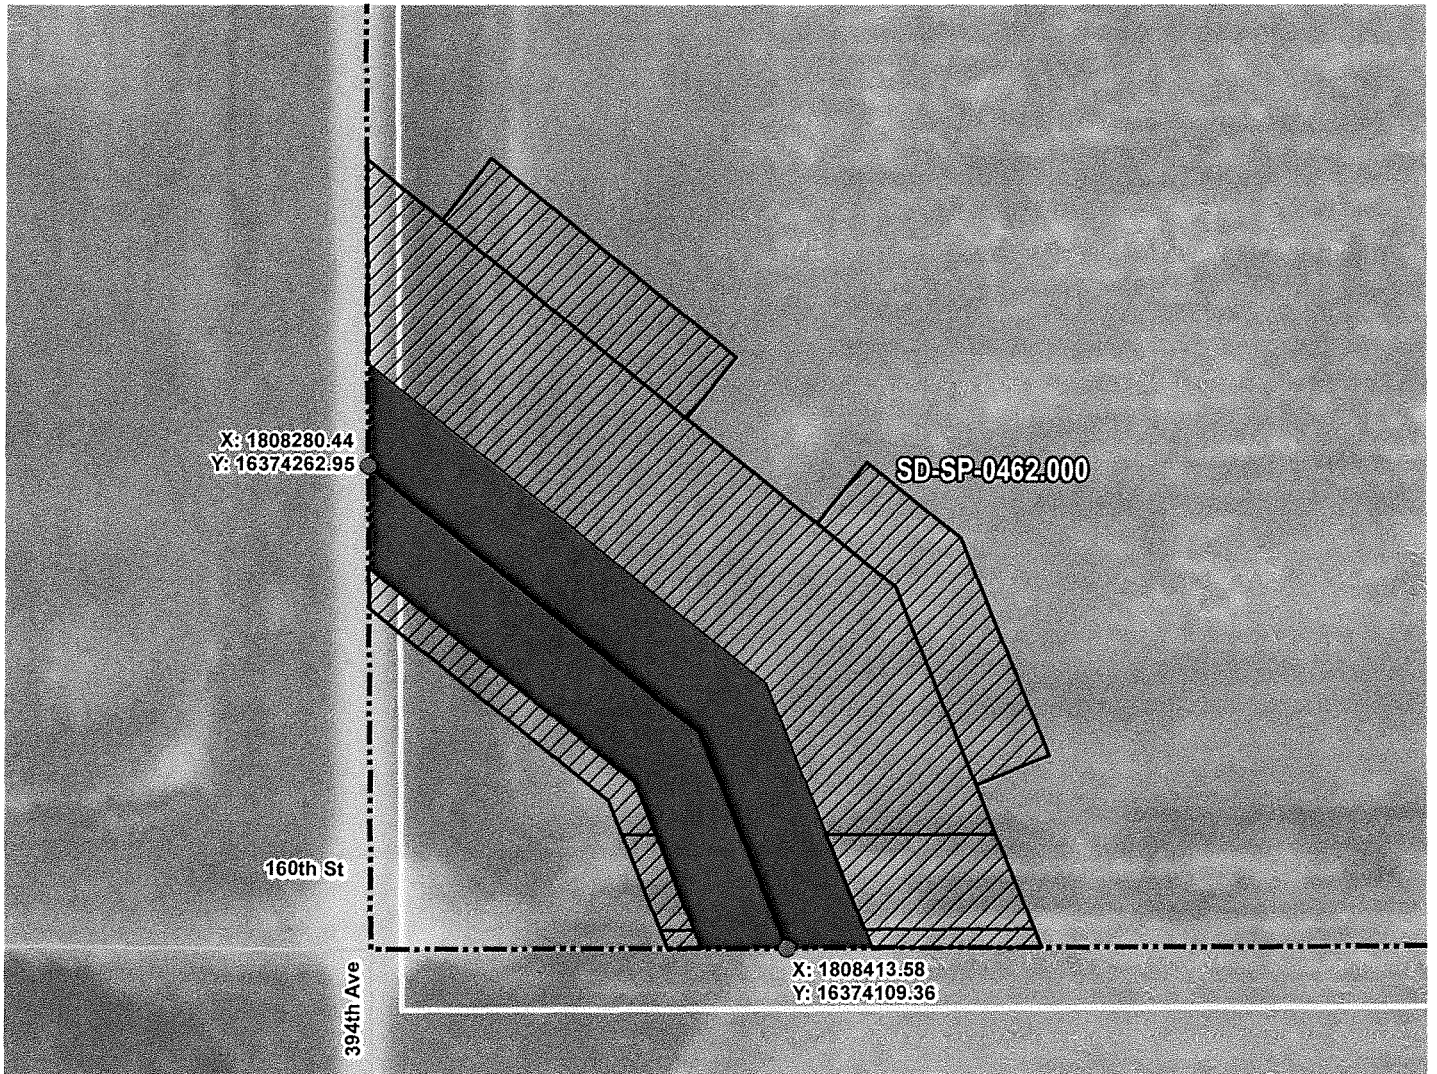 X: 1808280.44
Y: 16374262.95
SD-SP-0462.000
160th St
394th Ave
X: 1808413.58
Y: 16374109.36